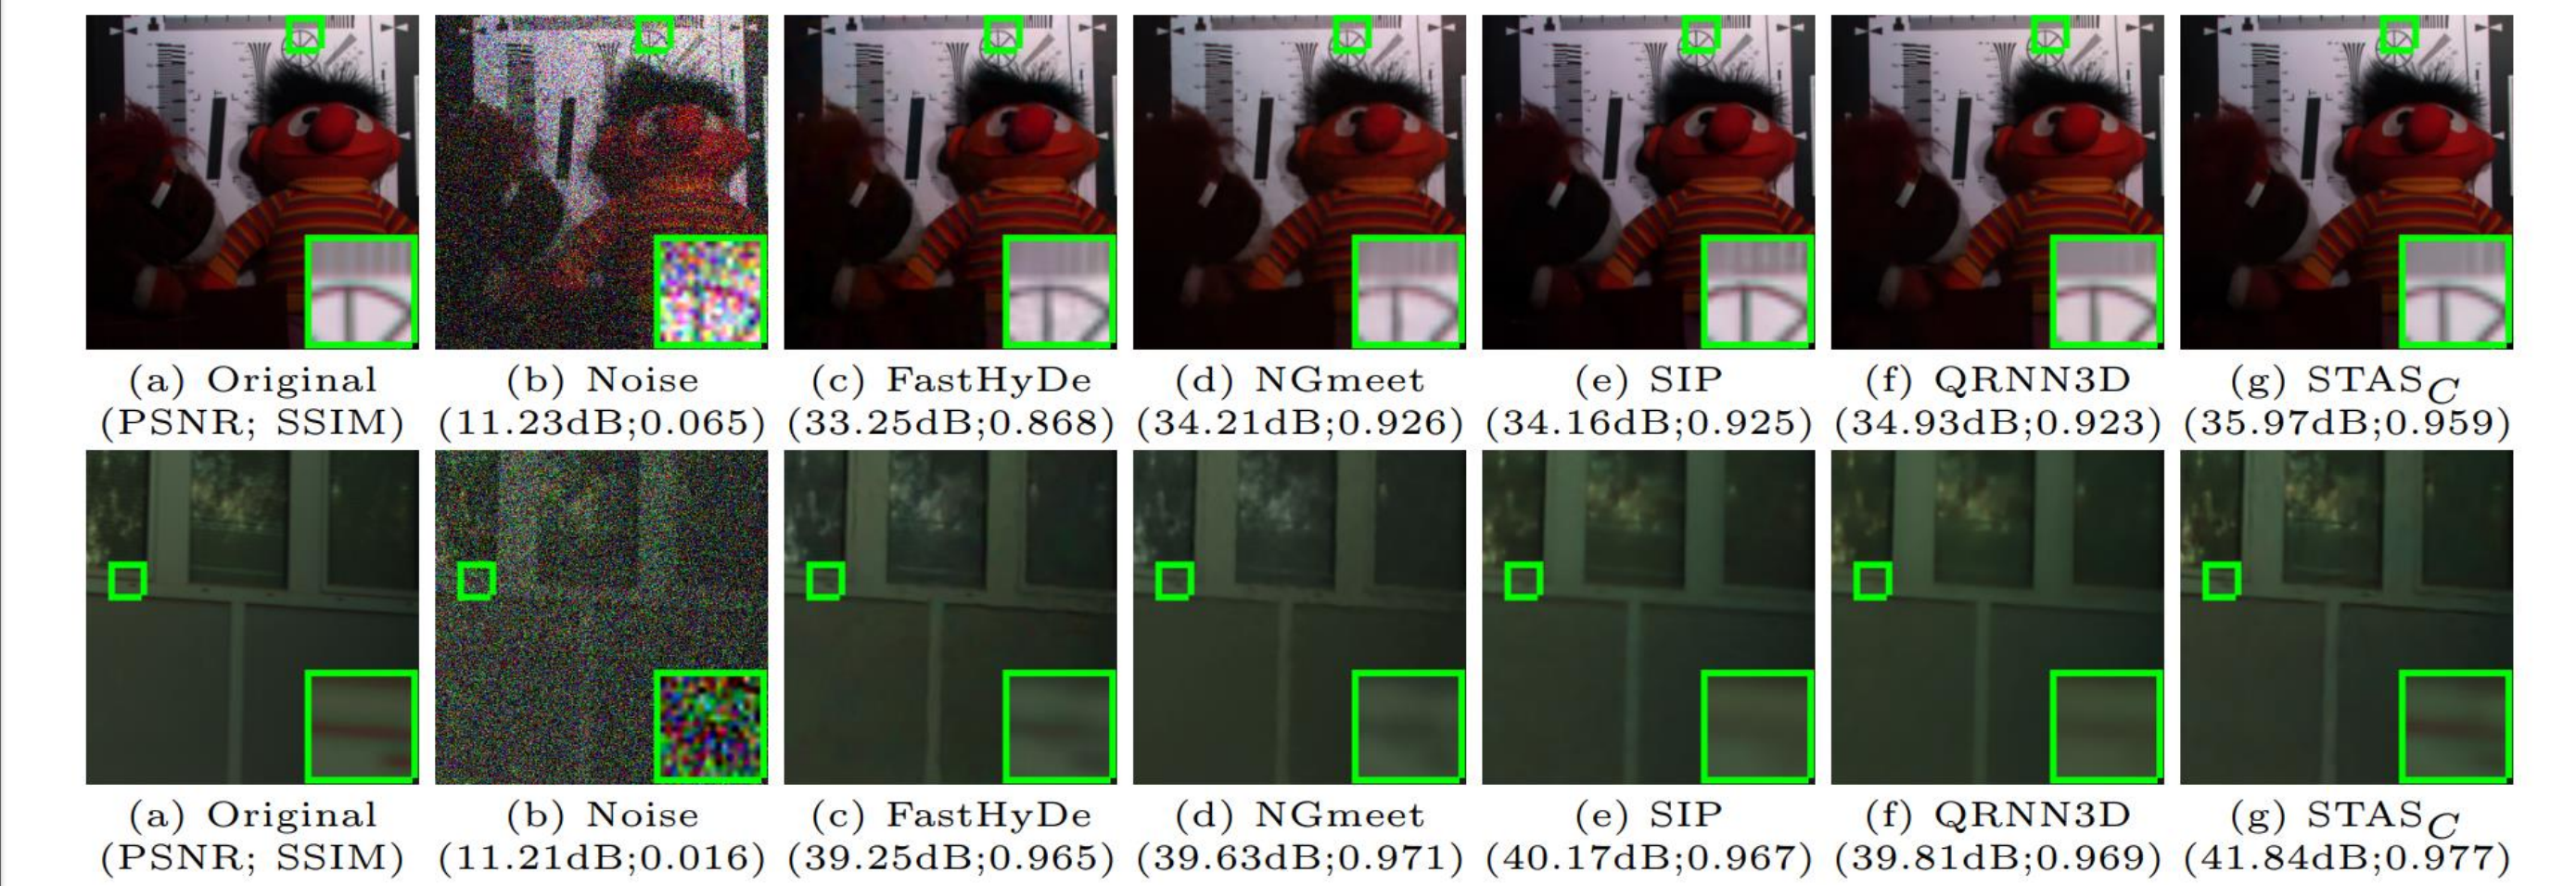 (a) Original (b) Noise (c) FastHyDe (d) NGmeet (e) SIP (f) QRNN3D (g) STAS_C
(PSNR; SSIM) (11.23dB;0.065) (33.25dB;0.868) (34.21dB;0.926) (34.16dB;0.925) (34.93dB;0.923) (35.97dB;0.959)
(a) Original (b) Noise (c) FastHyDe (d) NGmeet (e) SIP (f) QRNN3D (g) STAS_C
(PSNR; SSIM) (11.21dB;0.016) (39.25dB;0.965) (39.63dB;0.971) (40.17dB;0.967) (39.81dB;0.969) (41.84dB;0.977)